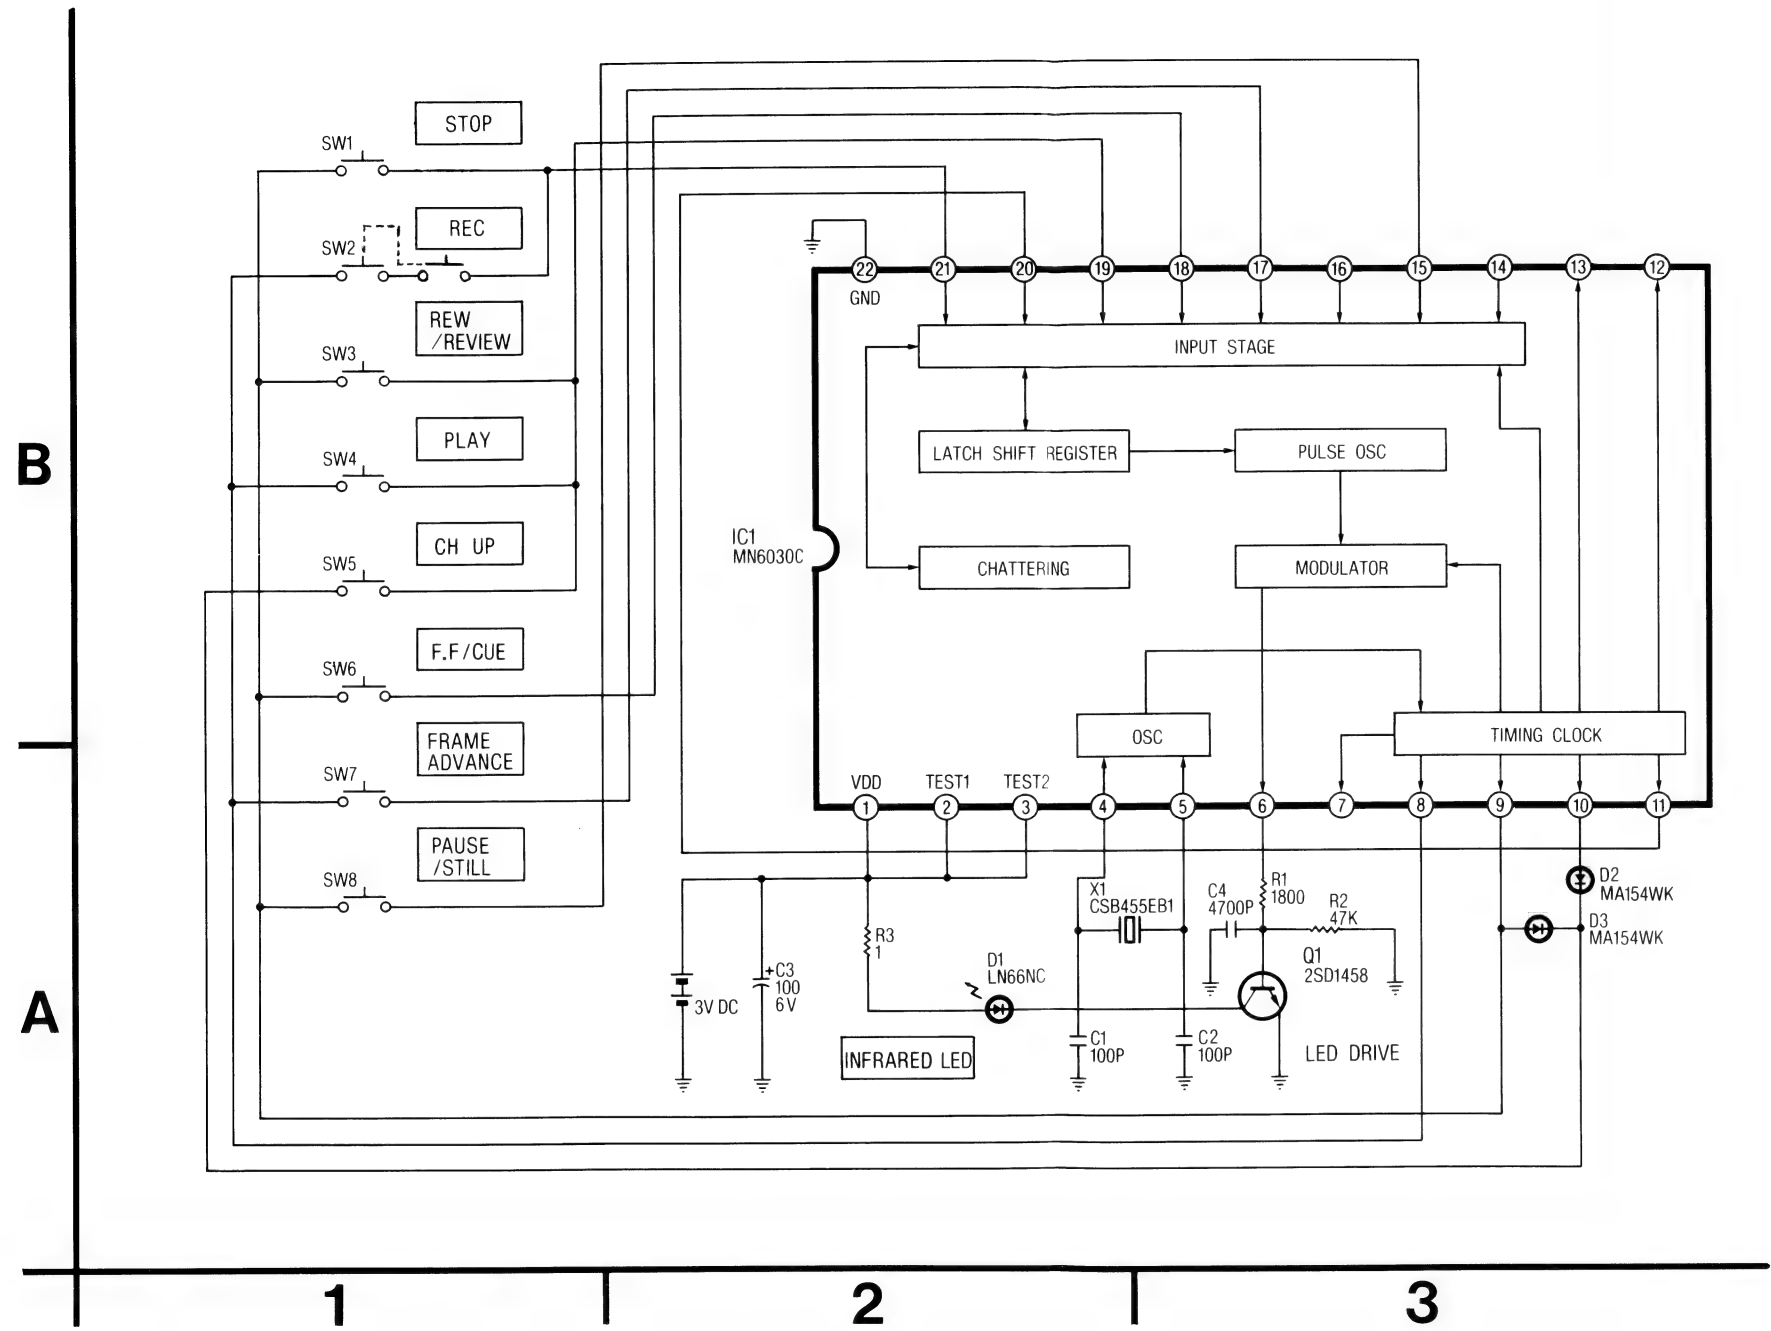 STOP
SW1
REC
SW2
REW
/REVIEW
SW3
PLAY
SW4
CH UP
SW5
F.F/CUE
SW6
FRAME
ADVANCE
SW7
PAUSE
/STILL
SW8
22 21 20 19 18 17 16 15 14 13 12
GND
INPUT STAGE
LATCH SHIFT REGISTER
PULSE OSC
IC1
MN6030C
CHATTERING
MODULATOR
OSC
TIMING CLOCK
VDD TEST1 TEST2
1 2 3 4 5 6 7 8 9 10 11
X1
CSB455EB1
C4
4700P
R1
1800
R2
47K
D2
MA154WK
D3
MA154WK
R3
1
Q1
2SD1458
D1
LN66NC
+C3
100
6V
3V DC
C1
100P
C2
100P
INFRARED LED
LED DRIVE
B
A
1 2 3